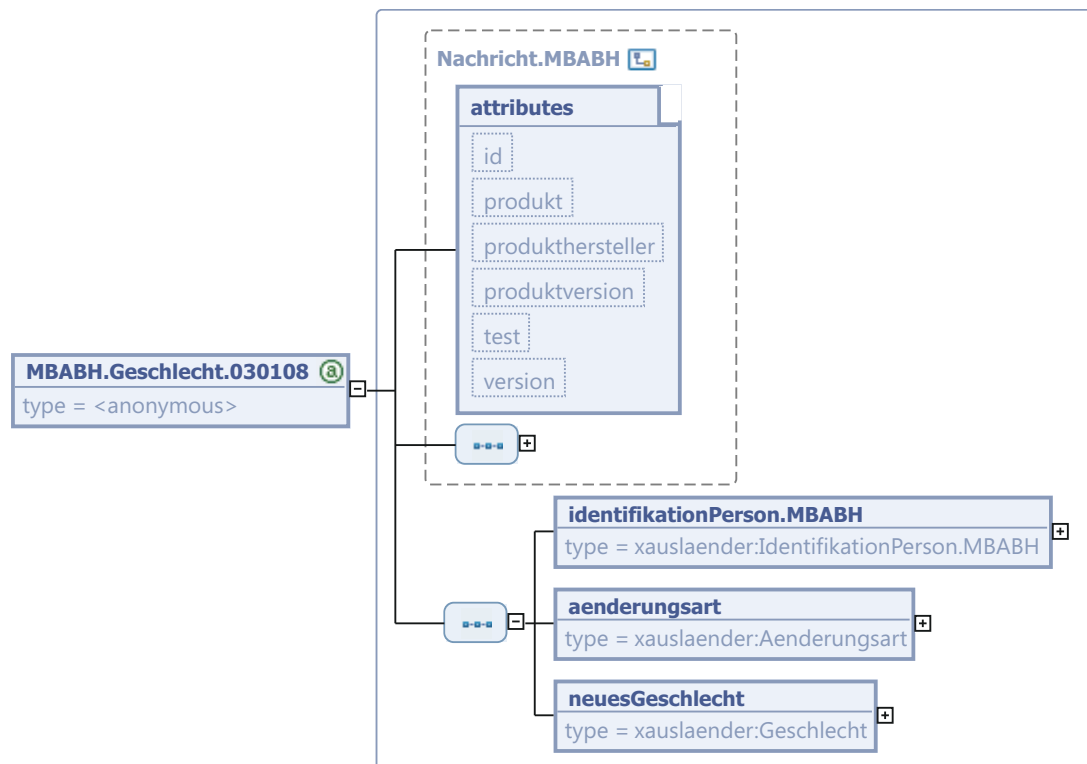 Nachricht.MBABH
attributes
id
produkt
produkthersteller
produktversion
test
version
MBABH.Geschlecht.030108 a
type = <anonymous>
identifikationPerson.MBABH
type = xauslaender:IdentifikationPerson.MBABH
aenderungsart
type = xauslaender:Aenderungsart
neuesGeschlecht
type = xauslaender:Geschlecht